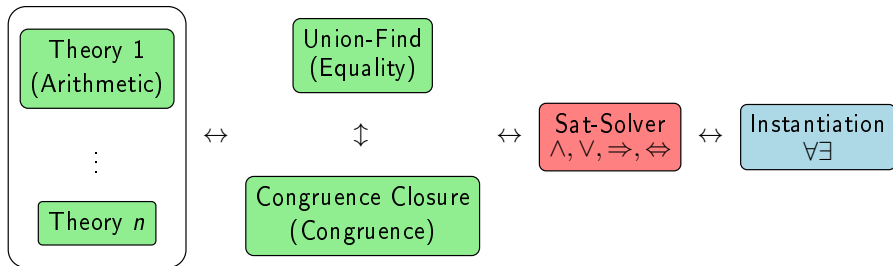 Theory 1
(Arithmetic)
⋮
Theory n
↔
Union-Find
(Equality)
↕
Congruence Closure
(Congruence)
↔
Sat-Solver
∧, ∨, ⇒, ⇔
↔
Instantiation
∀∃